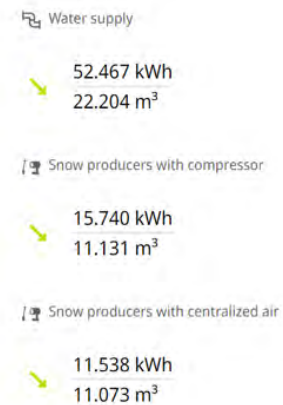 Water supply
52.467 kWh
22.204 m³
Snow producers with compressor
15.740 kWh
11.131 m³
Snow producers with centralized air
11.538 kWh
11.073 m³